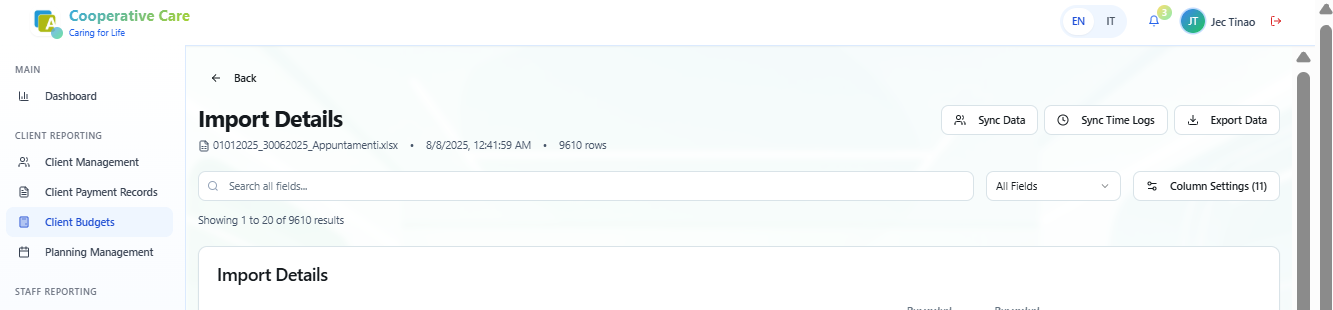 Cooperative Care
Caring for Life
EN IT 3 JT Jec Tinao
MAIN
Dashboard
CLIENT REPORTING
Client Management
Client Payment Records
Client Budgets
Planning Management
STAFF REPORTING
Back
Import Details
Sync Data Sync Time Logs Export Data
01012025_30062025_Appuntamenti.xlsx • 8/8/2025, 12:41:59 AM • 9610 rows
Search all fields... All Fields Column Settings (11)
Showing 1 to 20 of 9610 results
Import Details